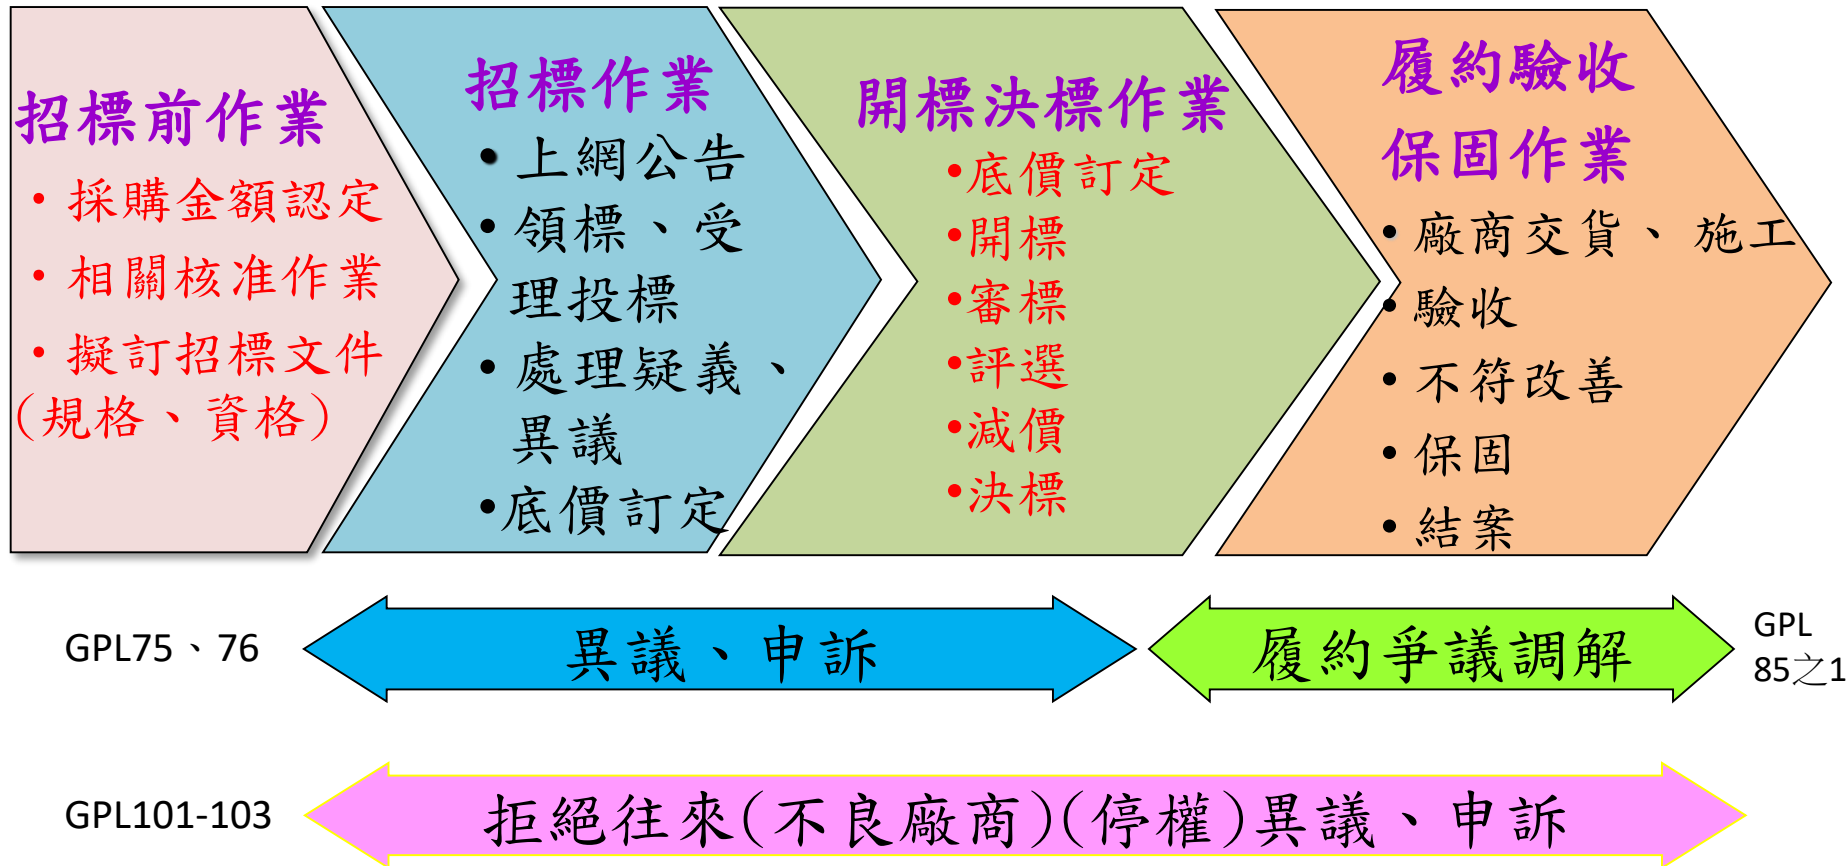 招標前作業
•採購金額認定
•相關核准作業
•擬訂招標文件
(規格、資格)
招標作業
•上網公告
•領標、受
理投標
•處理疑義、
異議
•底價訂定
開標決標作業
•底價訂定
•開標
•審標
•評選
•減價
•決標
履約驗收
保固作業
•廠商交貨、 施工
•驗收
•不符改善
•保固
•結案
GPL75、76
異議、申訴
履約爭議調解
GPL
85之1
GPL101-103
拒絕往來(不良廠商)(停權)異議、申訴